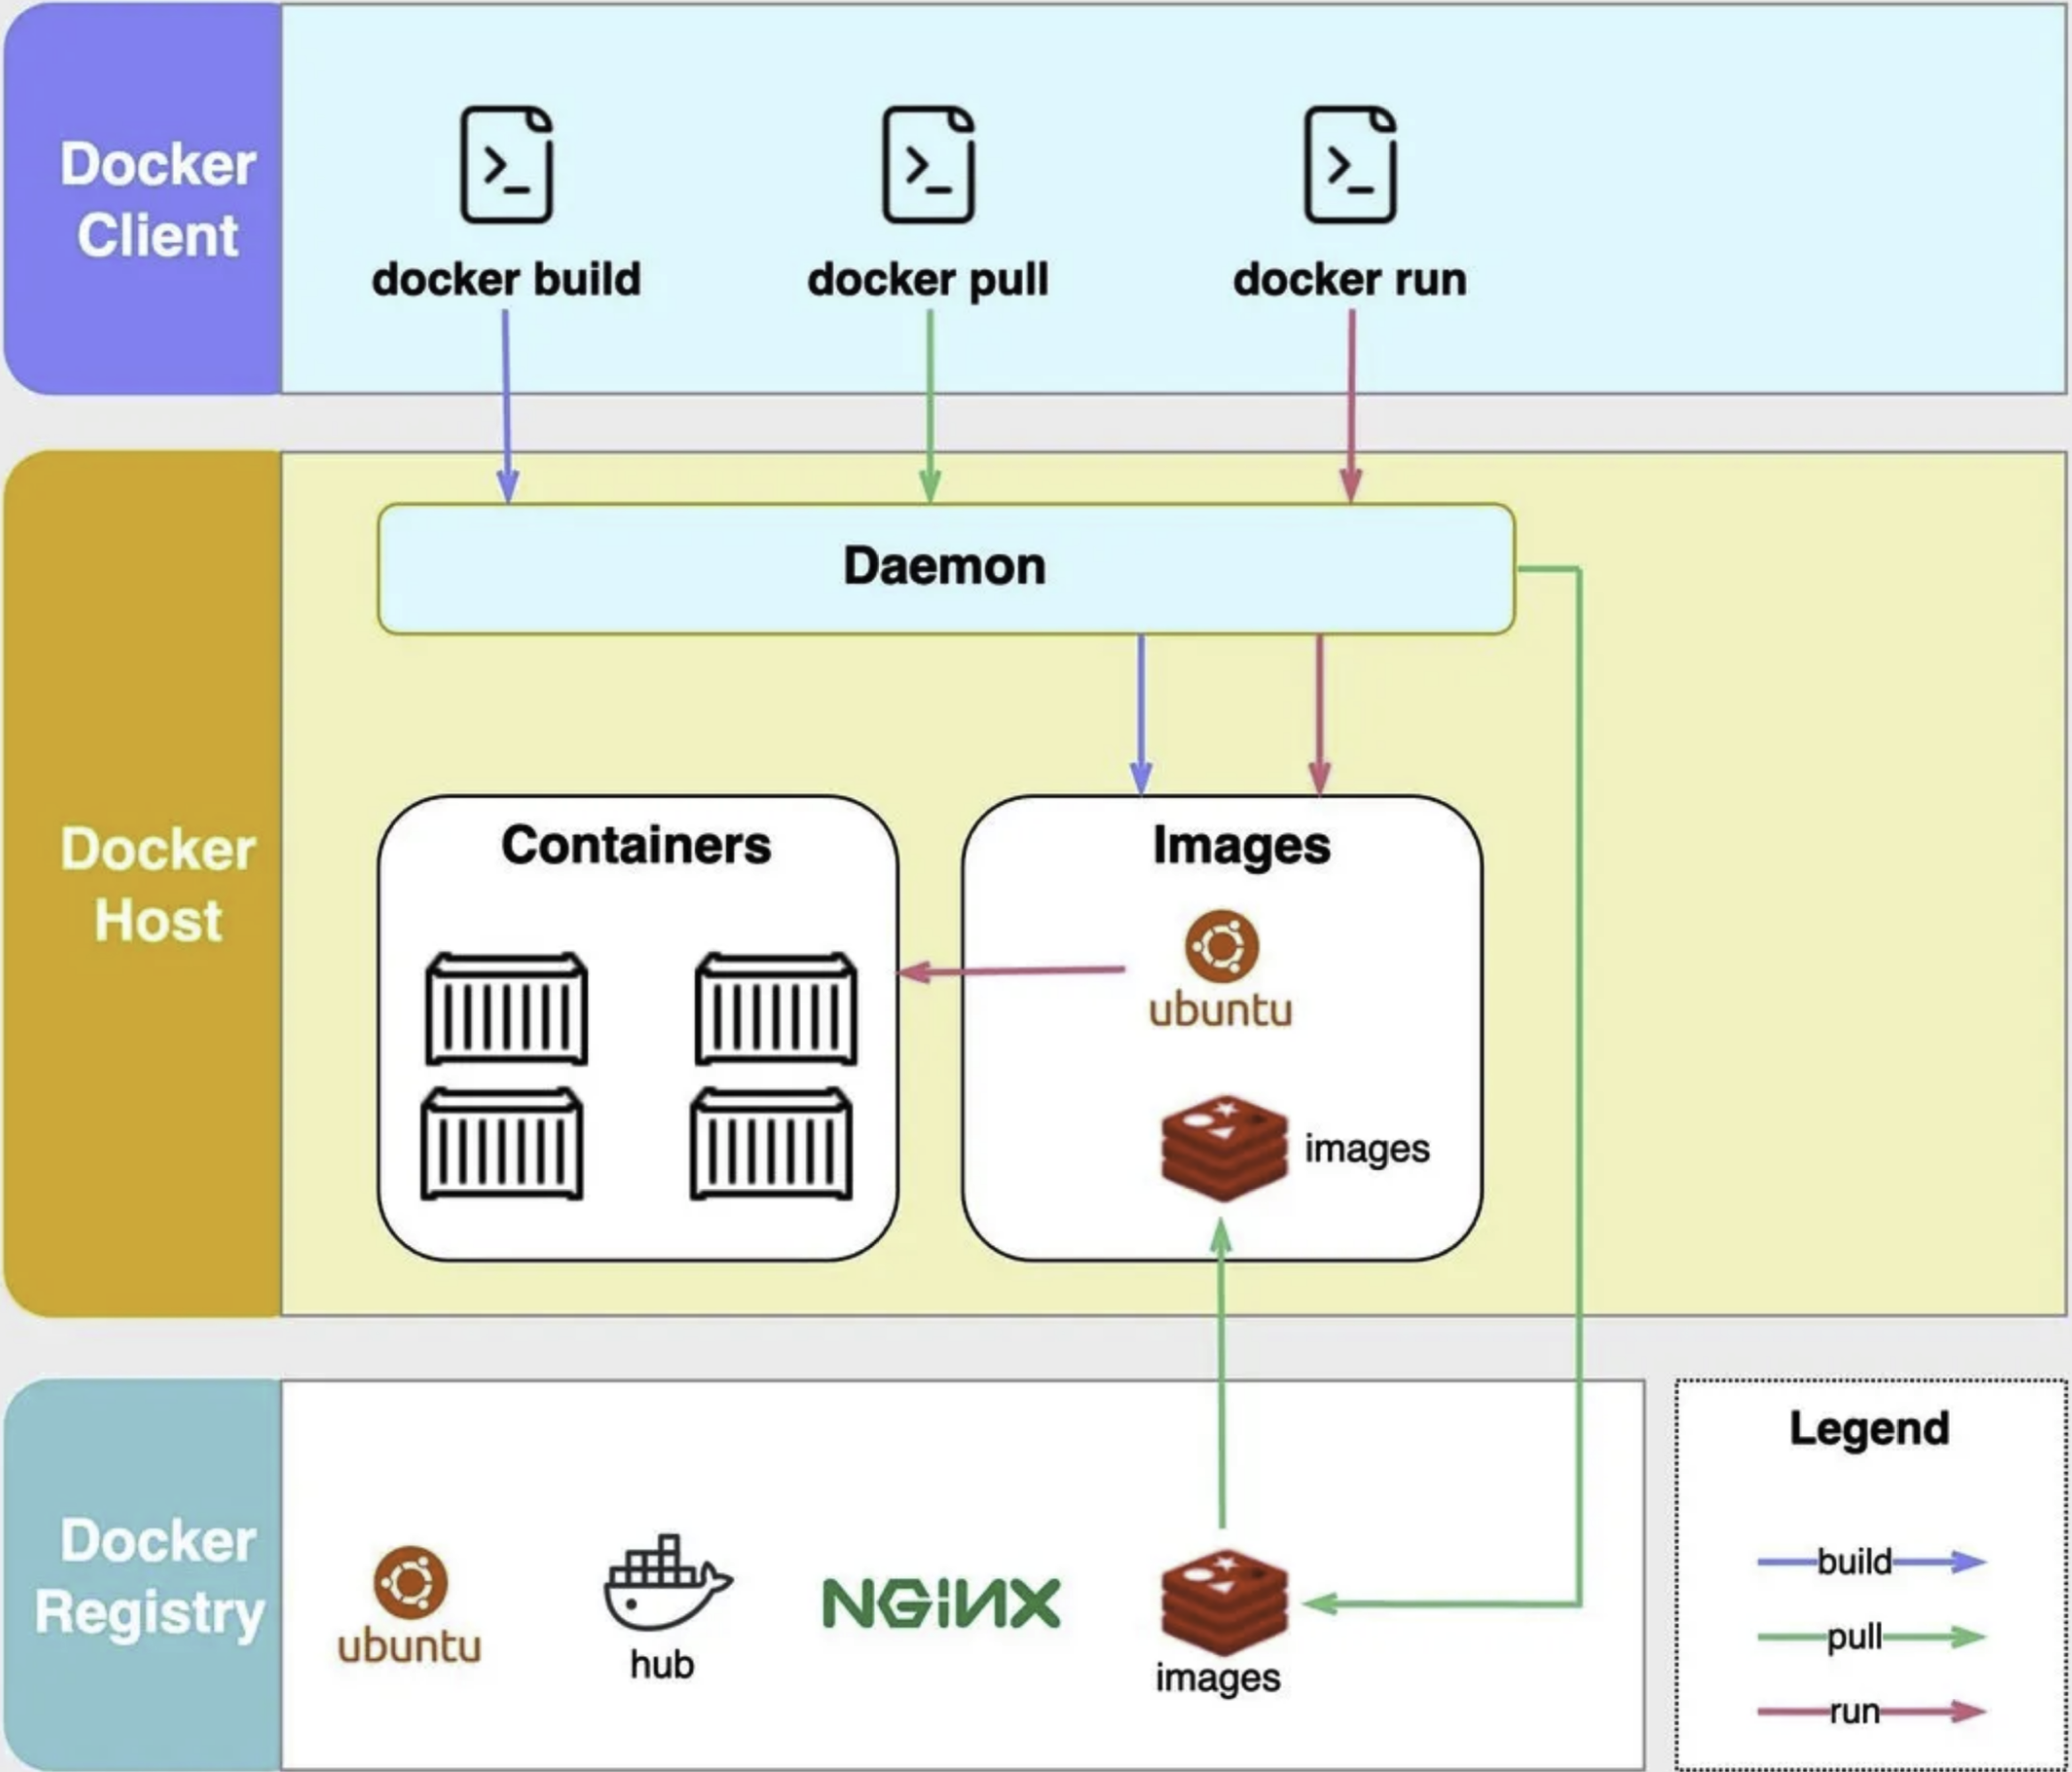 Docker
Client
docker build
docker pull
docker run
Docker
Host
Daemon
Containers
Images
ubuntu
images
Docker
Registry
ubuntu
hub
NGiNX
images
Legend
build
pull
run